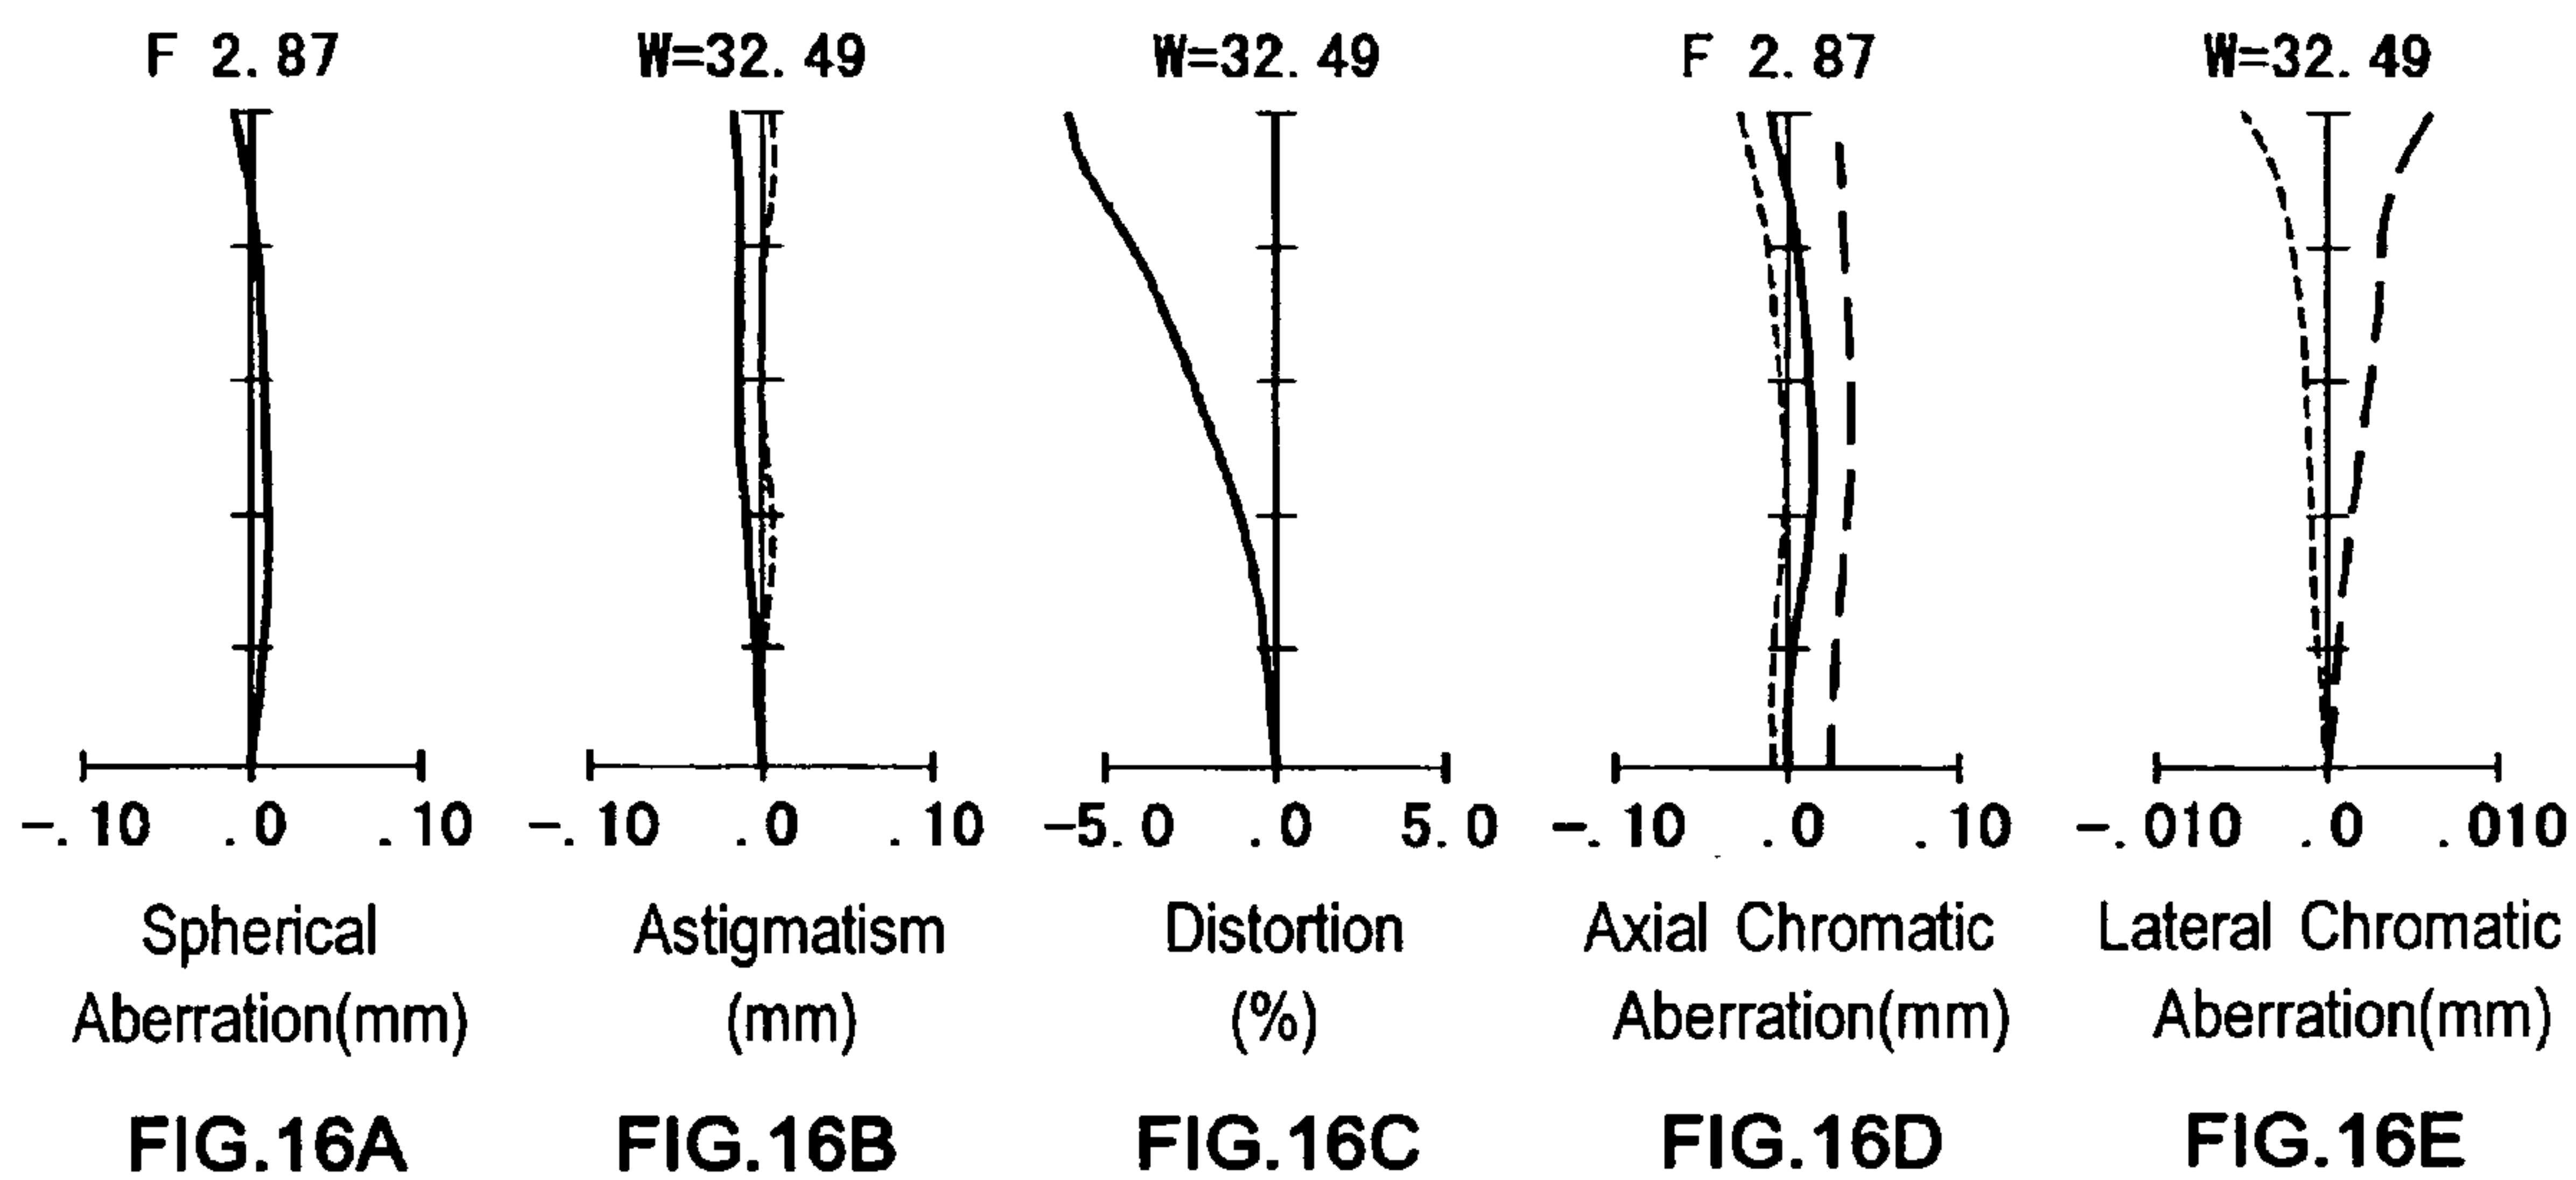 F 2.87 W=32.49 W=32.49 F 2.87 W=32.49
-.10 .0 .10 -.10 .0 .10 -5.0 .0 5.0 -.10 .0 .10 -.010 .0 .010
Spherical Astigmatism Distortion Axial Chromatic Lateral Chromatic
Aberration(mm) (mm) (%) Aberration(mm) Aberration(mm)
FIG.16A FIG.16B FIG.16C FIG.16D FIG.16E